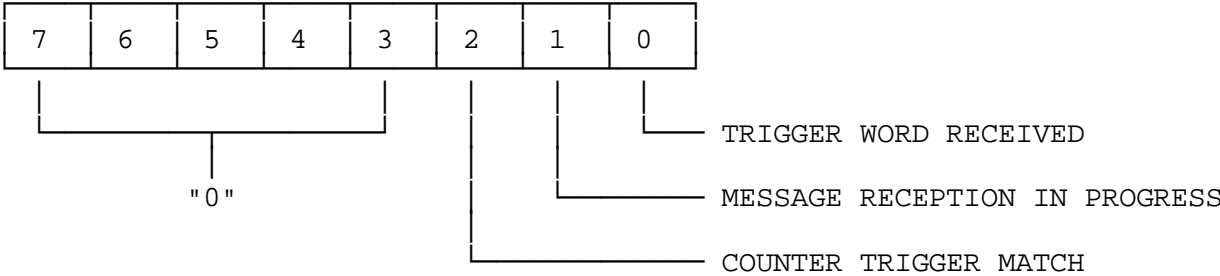 7 6 5 4 3 2 1 0
TRIGGER WORD RECEIVED
"0"
MESSAGE RECEPTION IN PROGRESS
COUNTER TRIGGER MATCH